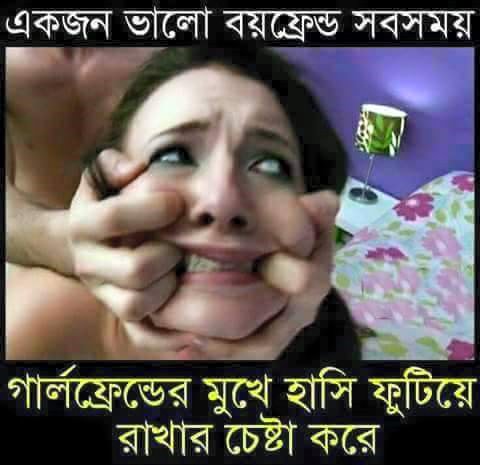 একজন ভালো বয়ফ্রেন্ড সবসময়
গার্লফ্রেন্ডের মুখে হাসি ফুটিয়ে
রাখার চেষ্টা করে